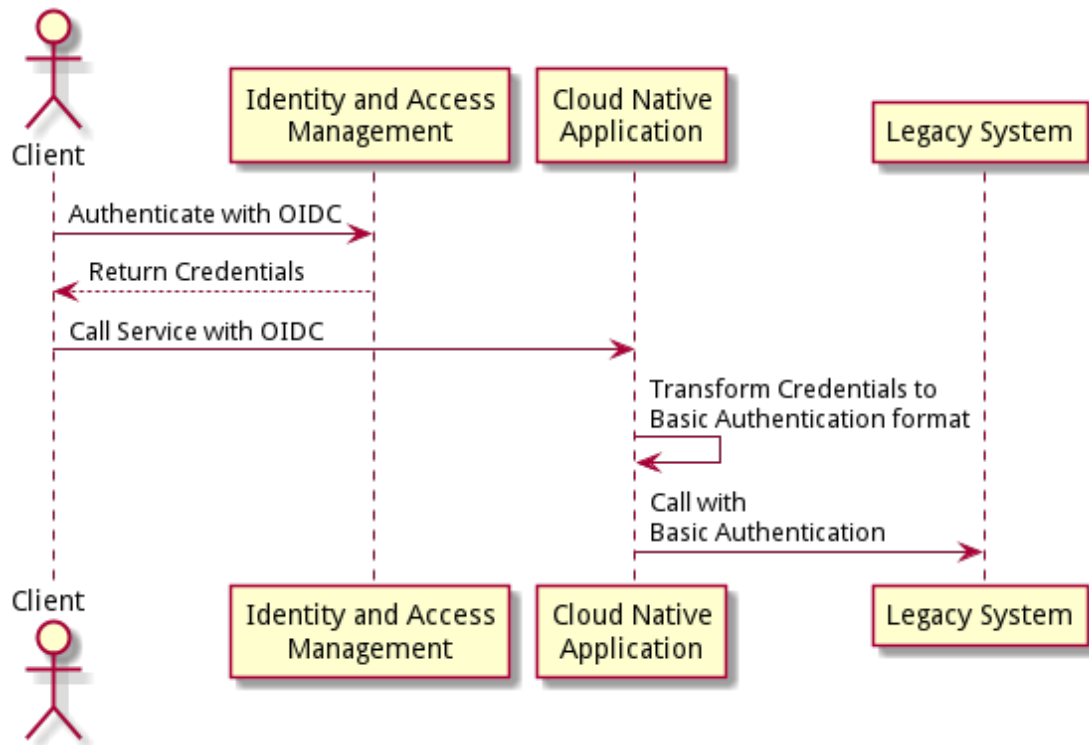 Client
Identity and Access
Management
Cloud Native
Application
Legacy System
Authenticate with OIDC
Return Credentials
Call Service with OIDC
Transform Credentials to
Basic Authentication format
Call with
Basic Authentication
Client
Identity and Access
Management
Cloud Native
Application
Legacy System